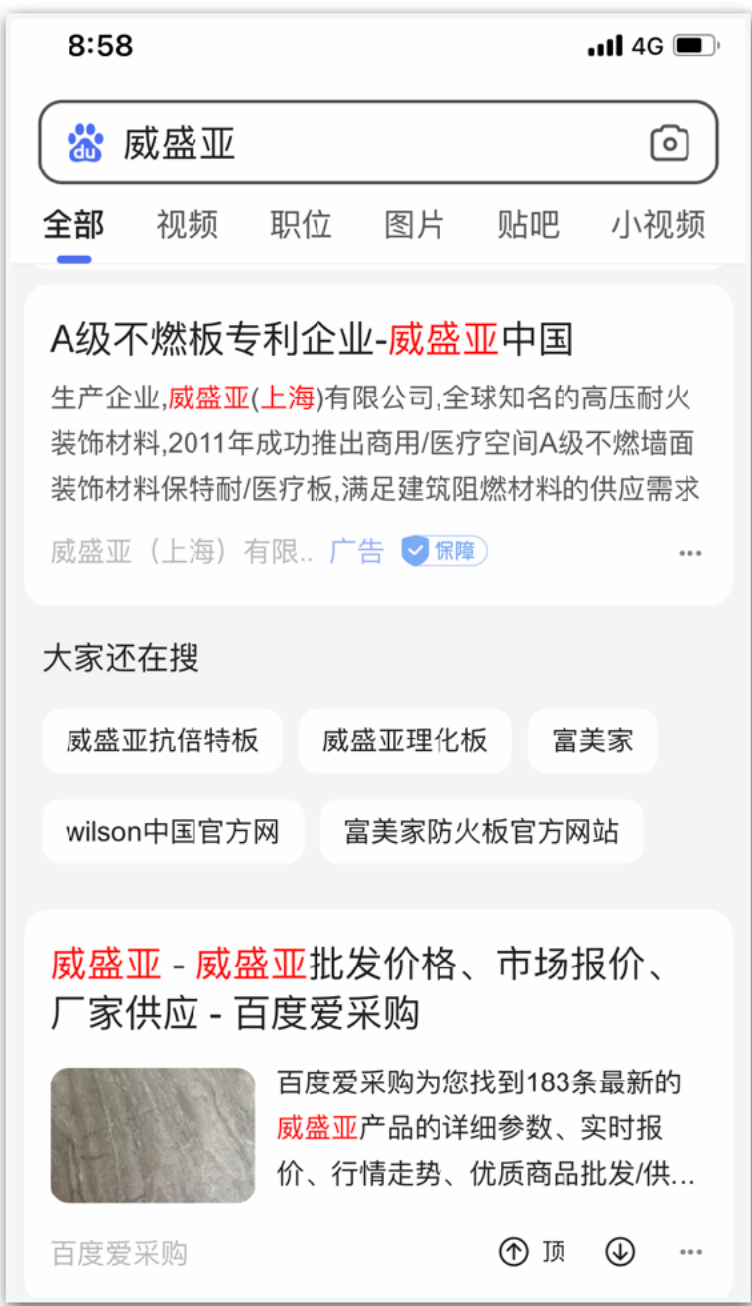 8:58 4G
du 威盛亚
全部 视频 职位 图片 贴吧 小视频
A级不燃板专利企业-威盛亚中国
生产企业,威盛亚(上海)有限公司,全球知名的高压耐火
装饰材料,2011年成功推出商用/医疗空间A级不燃墙面
装饰材料保特耐/医疗板,满足建筑阻燃材料的供应需求
威盛亚（上海）有限.. 广告 保障
大家还在搜
威盛亚抗倍特板 威盛亚理化板 富美家
wilson中国官方网 富美家防火板官方网站
威盛亚 - 威盛亚批发价格、市场报价、
厂家供应 - 百度爱采购
百度爱采购为您找到183条最新的
威盛亚产品的详细参数、实时报
价、行情走势、优质商品批发/供...
百度爱采购 顶